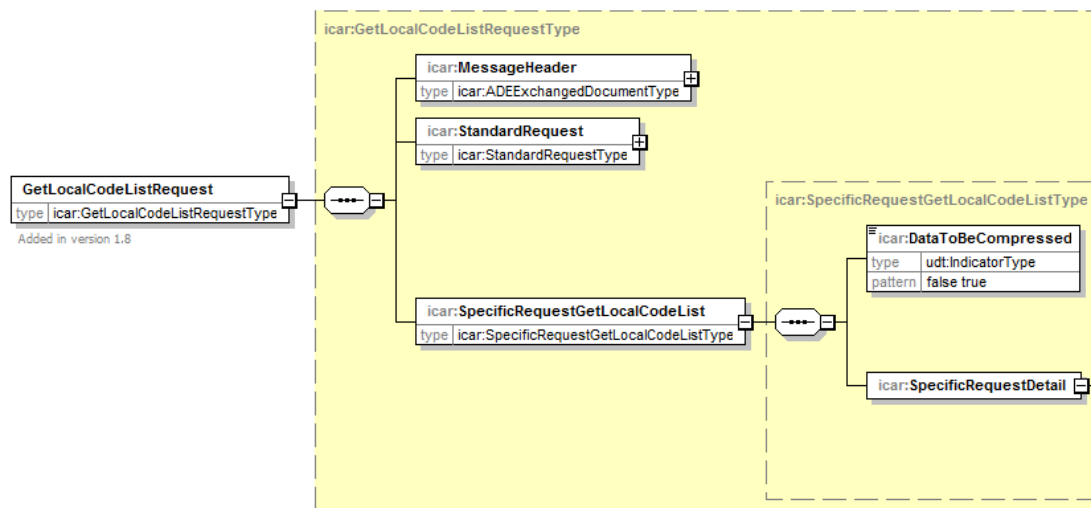 icar:GetLocalCodeListRequestType
icar:MessageHeader
type icar:ADEExchangedDocumentType
icar:StandardRequest
type icar:StandardRequestType
GetLocalCodeListRequest
type icar:GetLocalCodeListRequestType
Added in version 1.8
icar:SpecificRequestGetLocalCodeListType
icar:DataToBeCompressed
type udt:IndicatorType
pattern false true
icar:SpecificRequestGetLocalCodeList
type icar:SpecificRequestGetLocalCodeListType
icar:SpecificRequestDetail